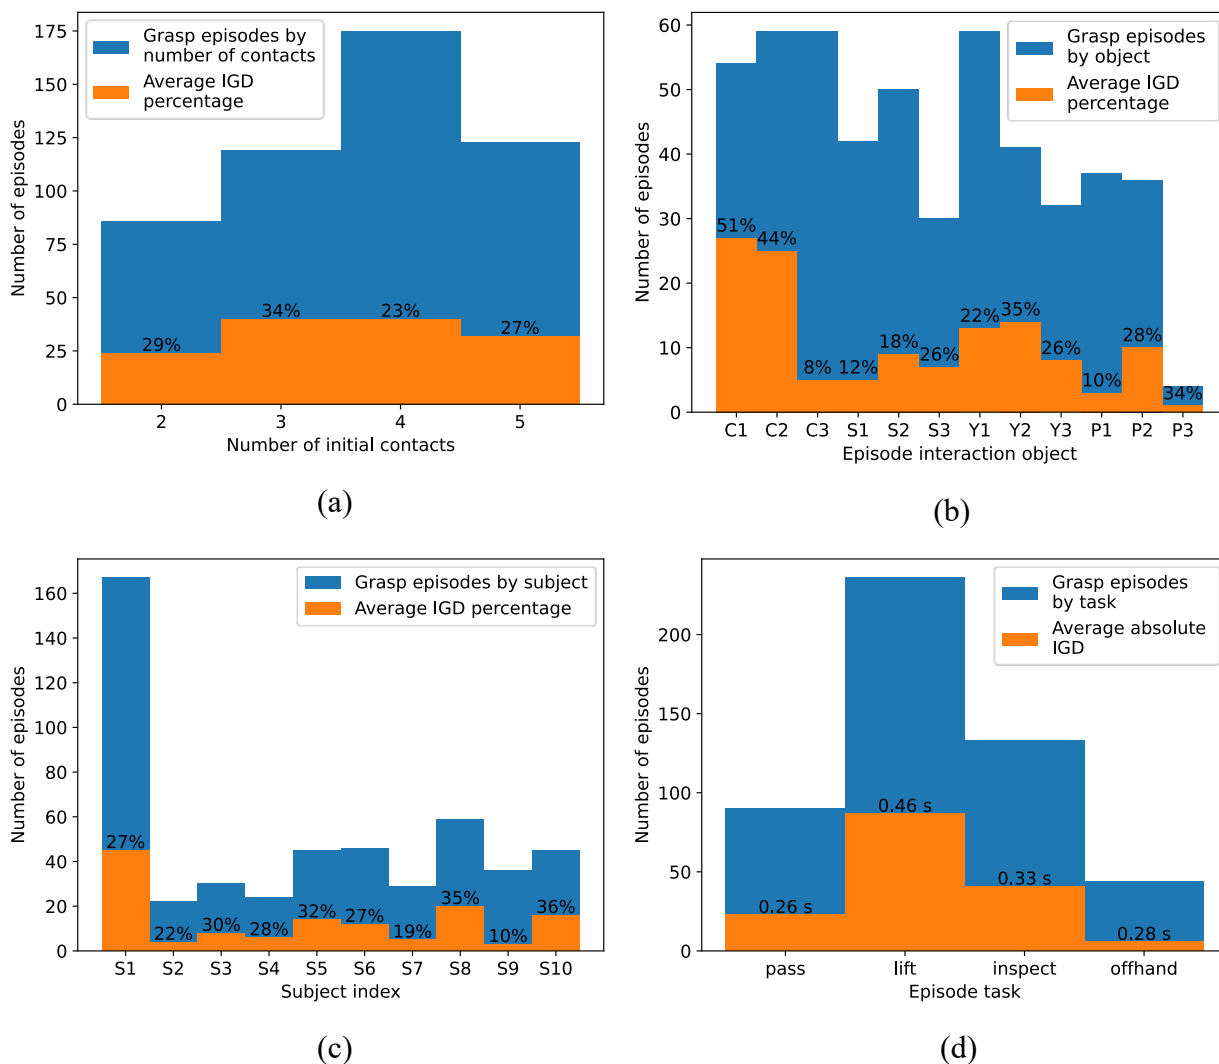 175
150
125
100
75
50
25
0
Number of episodes
Grasp episodes by
number of contacts
Average IGD
percentage
29%
34%
23%
27%
2 3 4 5
Number of initial contacts
(a)
60
50
40
30
20
10
0
Number of episodes
Grasp episodes
by object
Average IGD
percentage
51%
44%
8%
12%
18%
26%
22%
35%
26%
10%
28%
34%
C1 C2 C3 S1 S2 S3 Y1 Y2 Y3 P1 P2 P3
Episode interaction object
(b)
160
140
120
100
80
60
40
20
0
Number of episodes
Grasp episodes by subject
Average IGD percentage
27%
22%
30%
28%
32%
27%
19%
35%
10%
36%
S1 S2 S3 S4 S5 S6 S7 S8 S9 S10
Subject index
(c)
200
150
100
50
0
Number of episodes
Grasp episodes
by task
Average absolute
IGD
0.26 s
0.46 s
0.33 s
0.28 s
pass lift inspect offhand
Episode task
(d)